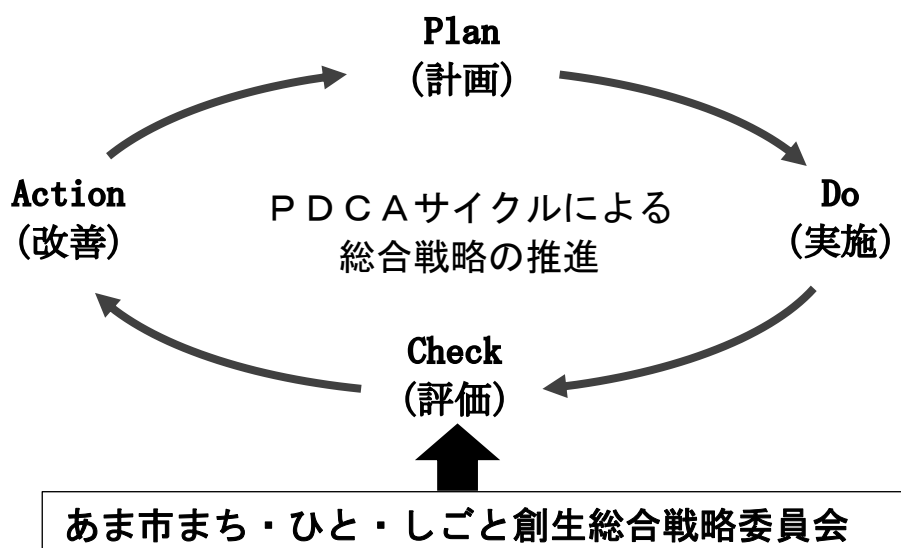 Plan
(計画)
Action
(改善)
ＰＤＣＡサイクルによる
総合戦略の推進
Do
(実施)
Check
(評価)
あま市まち・ひと・しごと創生総合戦略委員会